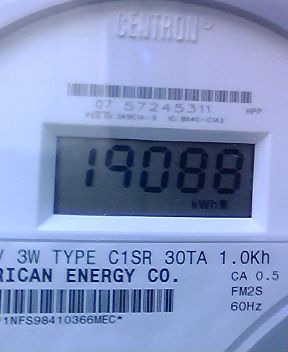 CENTRON®
07 57245311
19088
kWh
V 3W TYPE C1SR 30TA 1.0Kh
RICAN ENERGY CO.
CA 0.5
FM2S
60Hz
1NFS98410366MEC*